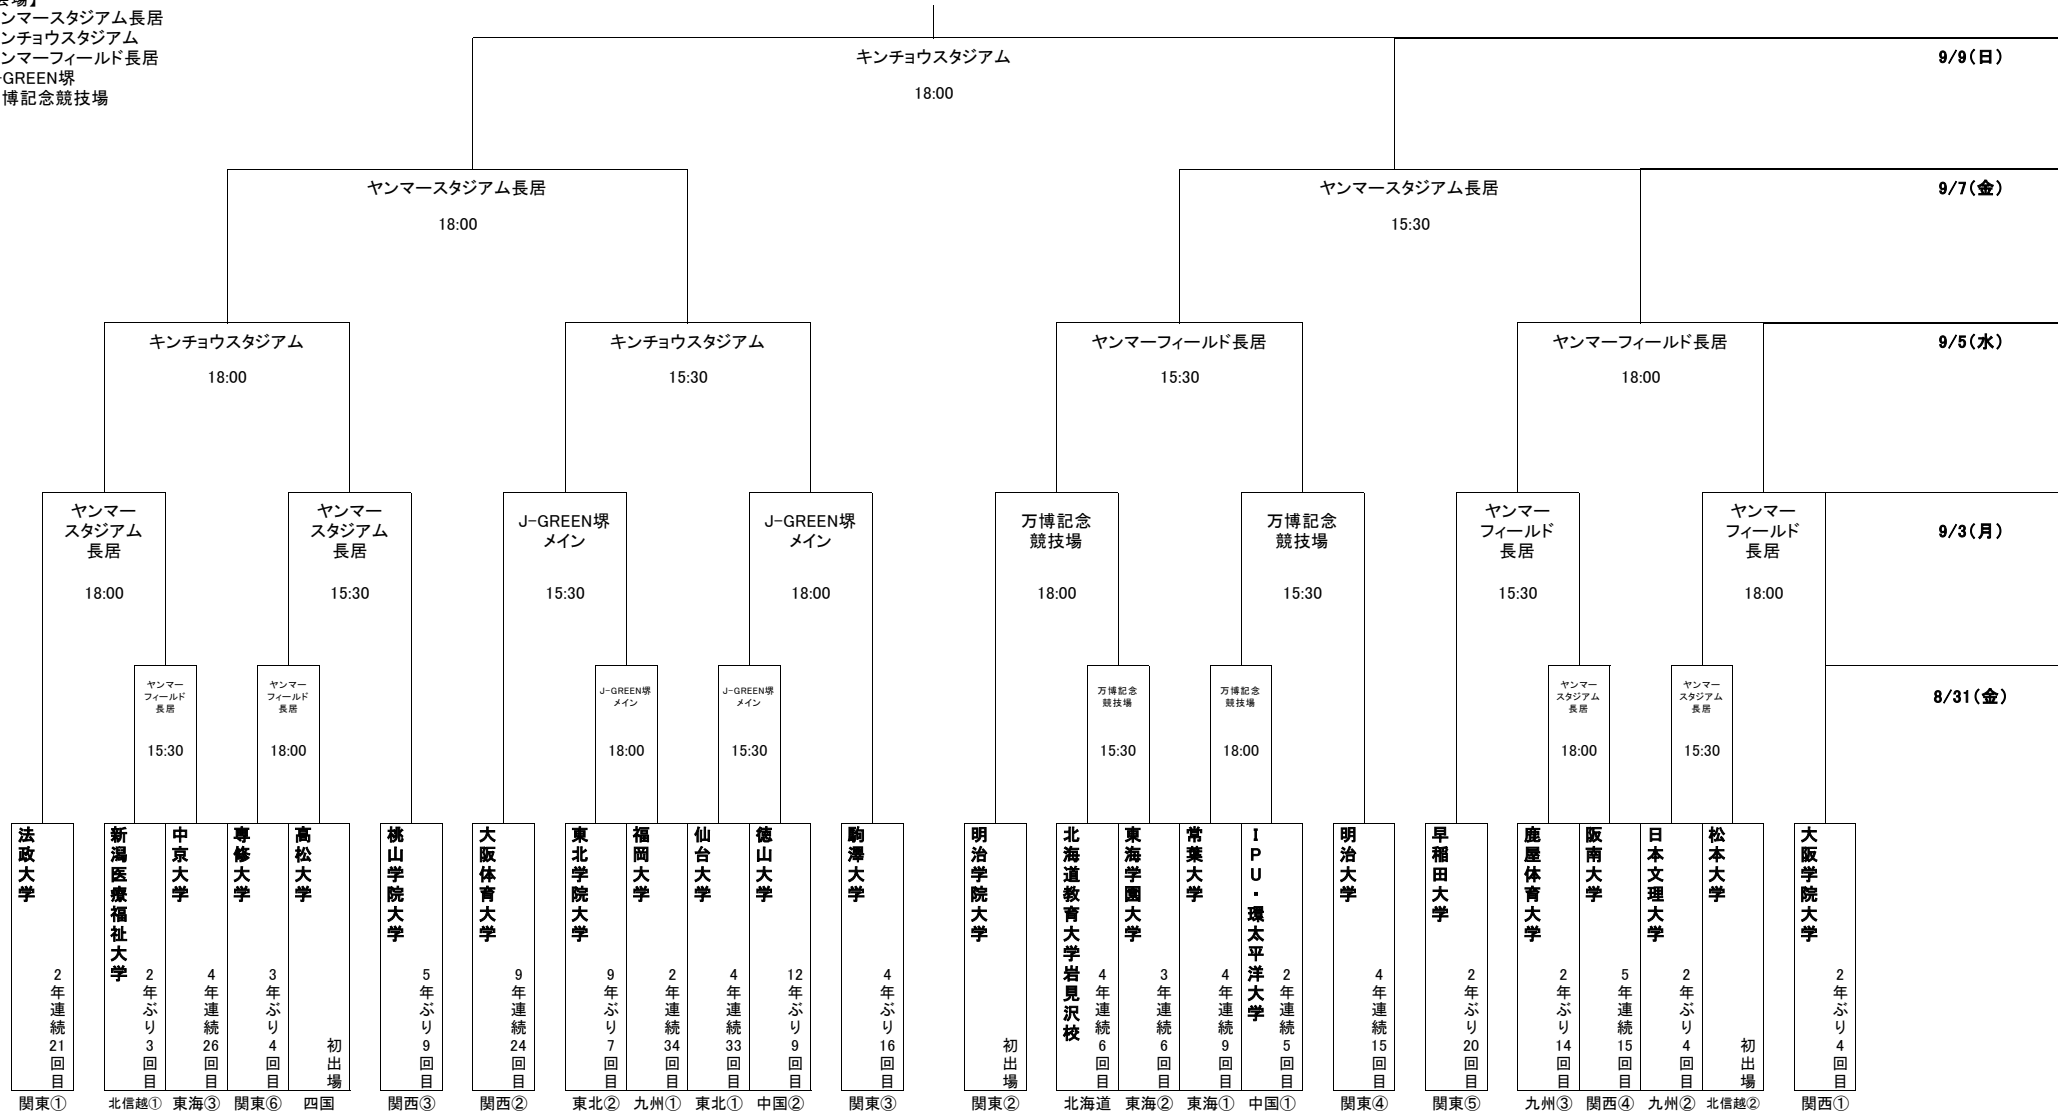 会場】
ンマースタジアム長居
ンチョウスタジアム
ンマーフィールド長居
-GREEN堺
博記念競技場
キンチョウスタジアム
18:00
9/9(日)
ヤンマースタジアム長居
18:00
ヤンマースタジアム長居
15:30
9/7(金)
キンチョウスタジアム
18:00
キンチョウスタジアム
15:30
ヤンマーフィールド長居
15:30
ヤンマーフィールド長居
18:00
9/5(水)
ヤンマー
スタジアム
長居
18:00
ヤンマー
スタジアム
長居
15:30
J-GREEN堺
メイン
15:30
J-GREEN堺
メイン
18:00
万博記念
競技場
18:00
万博記念
競技場
15:30
ヤンマー
フィールド
長居
15:30
ヤンマー
フィールド
長居
18:00
9/3(月)
ヤンマー
フィールド
長居
15:30
ヤンマー
フィールド
長居
18:00
J-GREEN堺
メイン
18:00
J-GREEN堺
メイン
15:30
万博記念
競技場
15:30
万博記念
競技場
18:00
ヤンマー
スタジアム
長居
18:00
ヤンマー
スタジアム
長居
15:30
8/31(金)
法政大学
2年連続21回目
関東①
新潟医療福祉大学
2年ぶり3回目
北信越①
中京大学
4年連続26回目
東海③
専修大学
3年ぶり4回目
関東⑥
高松大学
初出場
四国
桃山学院大学
5年ぶり9回目
関西③
大阪体育大学
9年連続24回目
関西②
東北学院大学
9年ぶり7回目
東北②
福岡大学
2年連続34回目
九州①
仙台大学
4年連続33回目
東北①
徳山大学
12年ぶり9回目
中国②
駒澤大学
4年ぶり16回目
関東③
明治学院大学
初出場
関東②
北海道教育大学岩見沢校
4年連続6回目
北海道
東海学園大学
3年連続6回目
東海②
常葉大学
4年連続9回目
東海①
IPU・環太平洋大学
2年連続5回目
中国①
明治大学
4年連続15回目
関東④
早稲田大学
2年ぶり20回目
関東⑤
鹿屋体育大学
2年ぶり14回目
九州③
阪南大学
5年連続15回目
関西④
日本文理大学
2年ぶり4回目
九州②
松本大学
初出場
北信越②
大阪学院大学
2年ぶり4回目
関西①